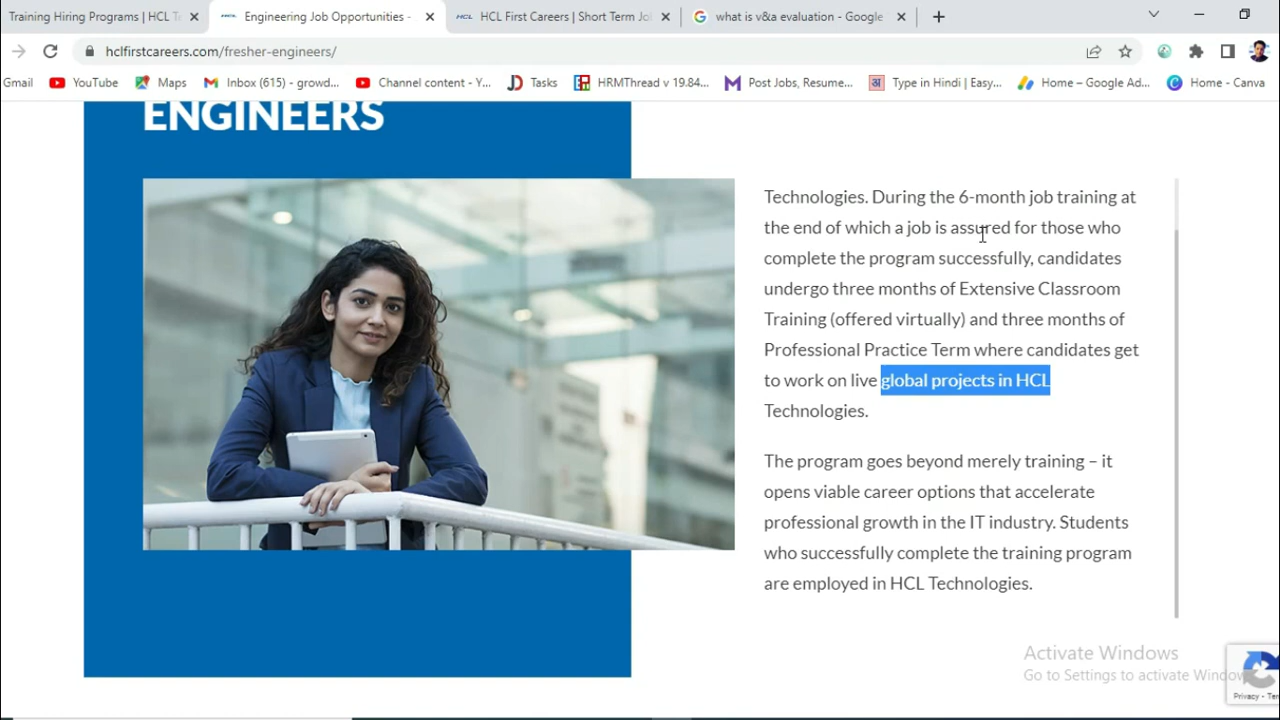 Training Hiring Programs | HCL T
Engineering Job Opportunities -
HCL First Careers | Short Term Jo
what is v&a evaluation - Google
hclfirstcareers.com/fresher-engineers/
Gmail
YouTube
Maps
Inbox (615) - growd...
Channel content - Y...
Tasks
HRMThread v 19.84...
Post Jobs, Resume...
Type in Hindi | Easy...
Home – Google Ad...
Home - Canva
ENGINEERS
Technologies. During the 6-month job training at
the end of which a job is assured for those who
complete the program successfully, candidates
undergo three months of Extensive Classroom
Training (offered virtually) and three months of
Professional Practice Term where candidates get
to work on live global projects in HCL
Technologies.
The program goes beyond merely training – it
opens viable career options that accelerate
professional growth in the IT industry. Students
who successfully complete the training program
are employed in HCL Technologies.
Activate Windows
Go to Settings to activate Window
Privacy - Ter